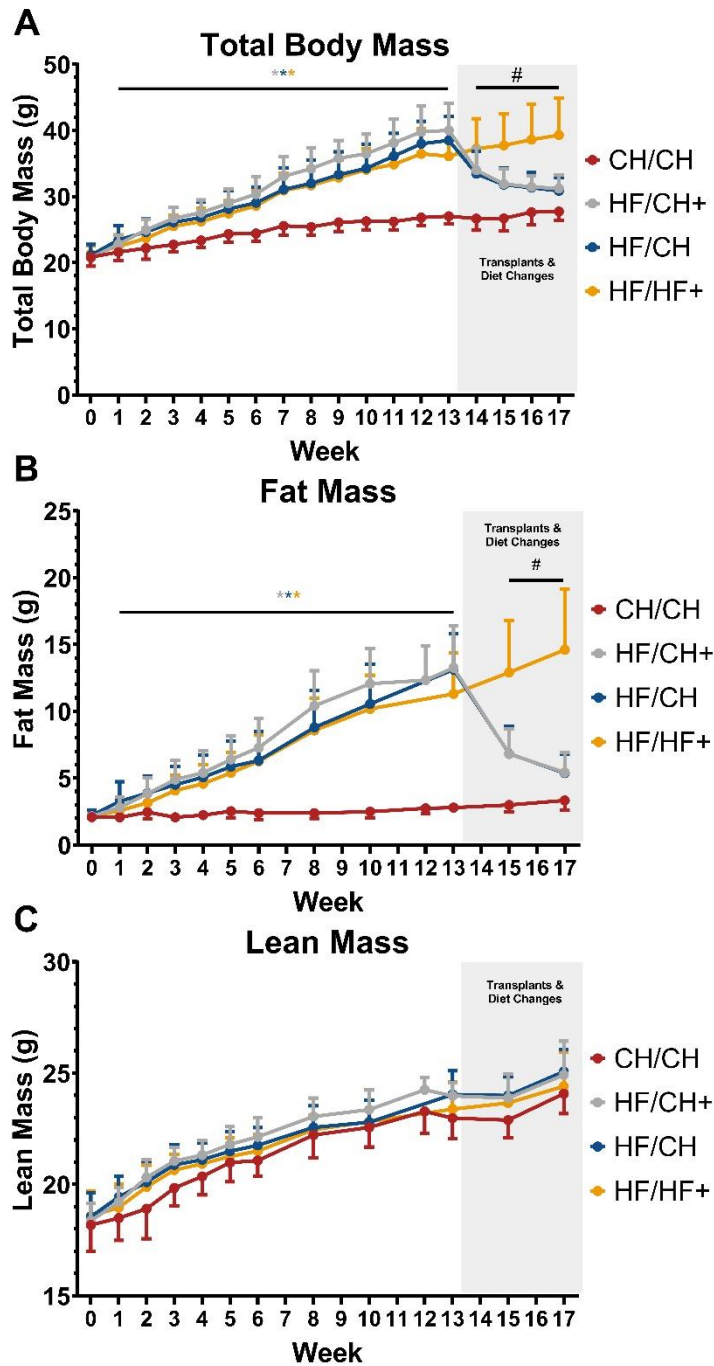 A
Total Body Mass
Total Body Mass (g)
50
40
30
20
10
0
***
#
Transplants &
Diet Changes
0 1 2 3 4 5 6 7 8 9 10 11 12 13 14 15 16 17
Week
CH/CH
HF/CH+
HF/CH
HF/HF+
B
Fat Mass
Fat Mass (g)
25
20
15
10
5
0
***
Transplants &
Diet Changes
#
0 1 2 3 4 5 6 7 8 9 10 11 12 13 14 15 16 17
Week
CH/CH
HF/CH+
HF/CH
HF/HF+
C
Lean Mass
Lean Mass (g)
30
25
20
15
Transplants &
Diet Changes
0 1 2 3 4 5 6 7 8 9 10 11 12 13 14 15 16 17
Week
CH/CH
HF/CH+
HF/CH
HF/HF+